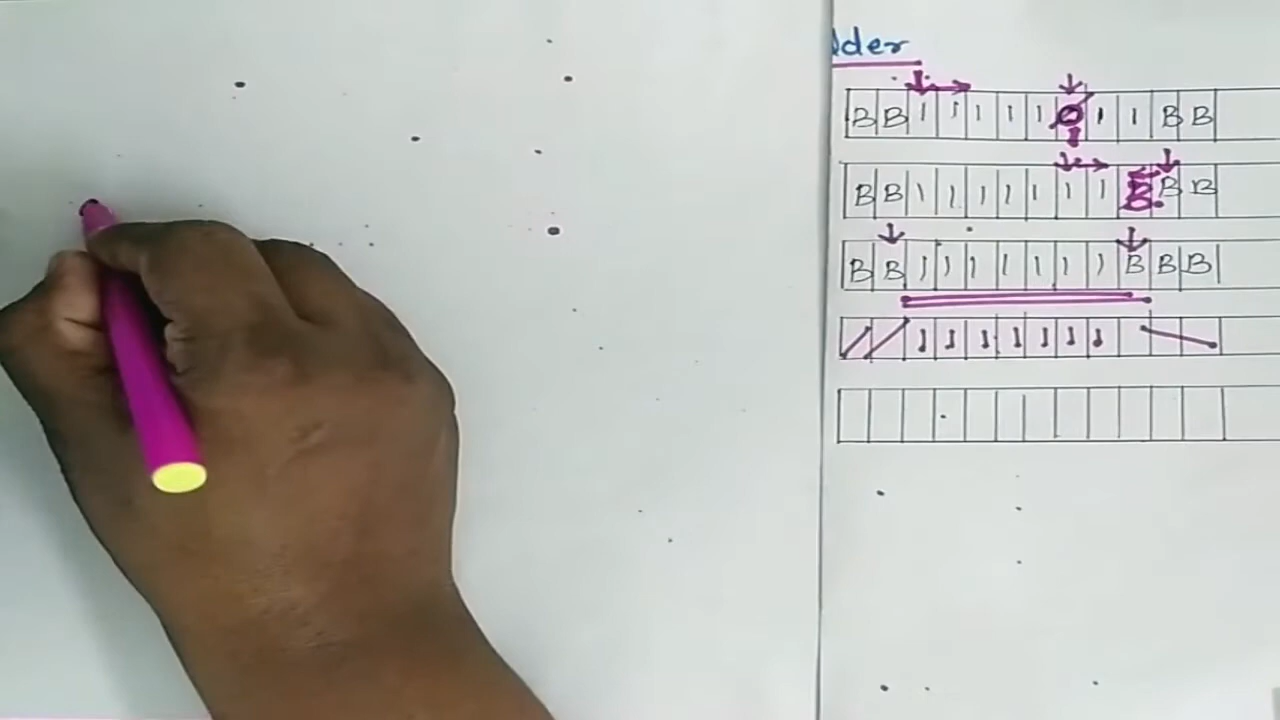 dder
B B 1 1 1 1 1 0 1 1 B B
1
B B 1 1 1 1 1 1 1 B B B
B B 1 1 1 1 1 1 1 B B B
1 1 1 1 1 1 1